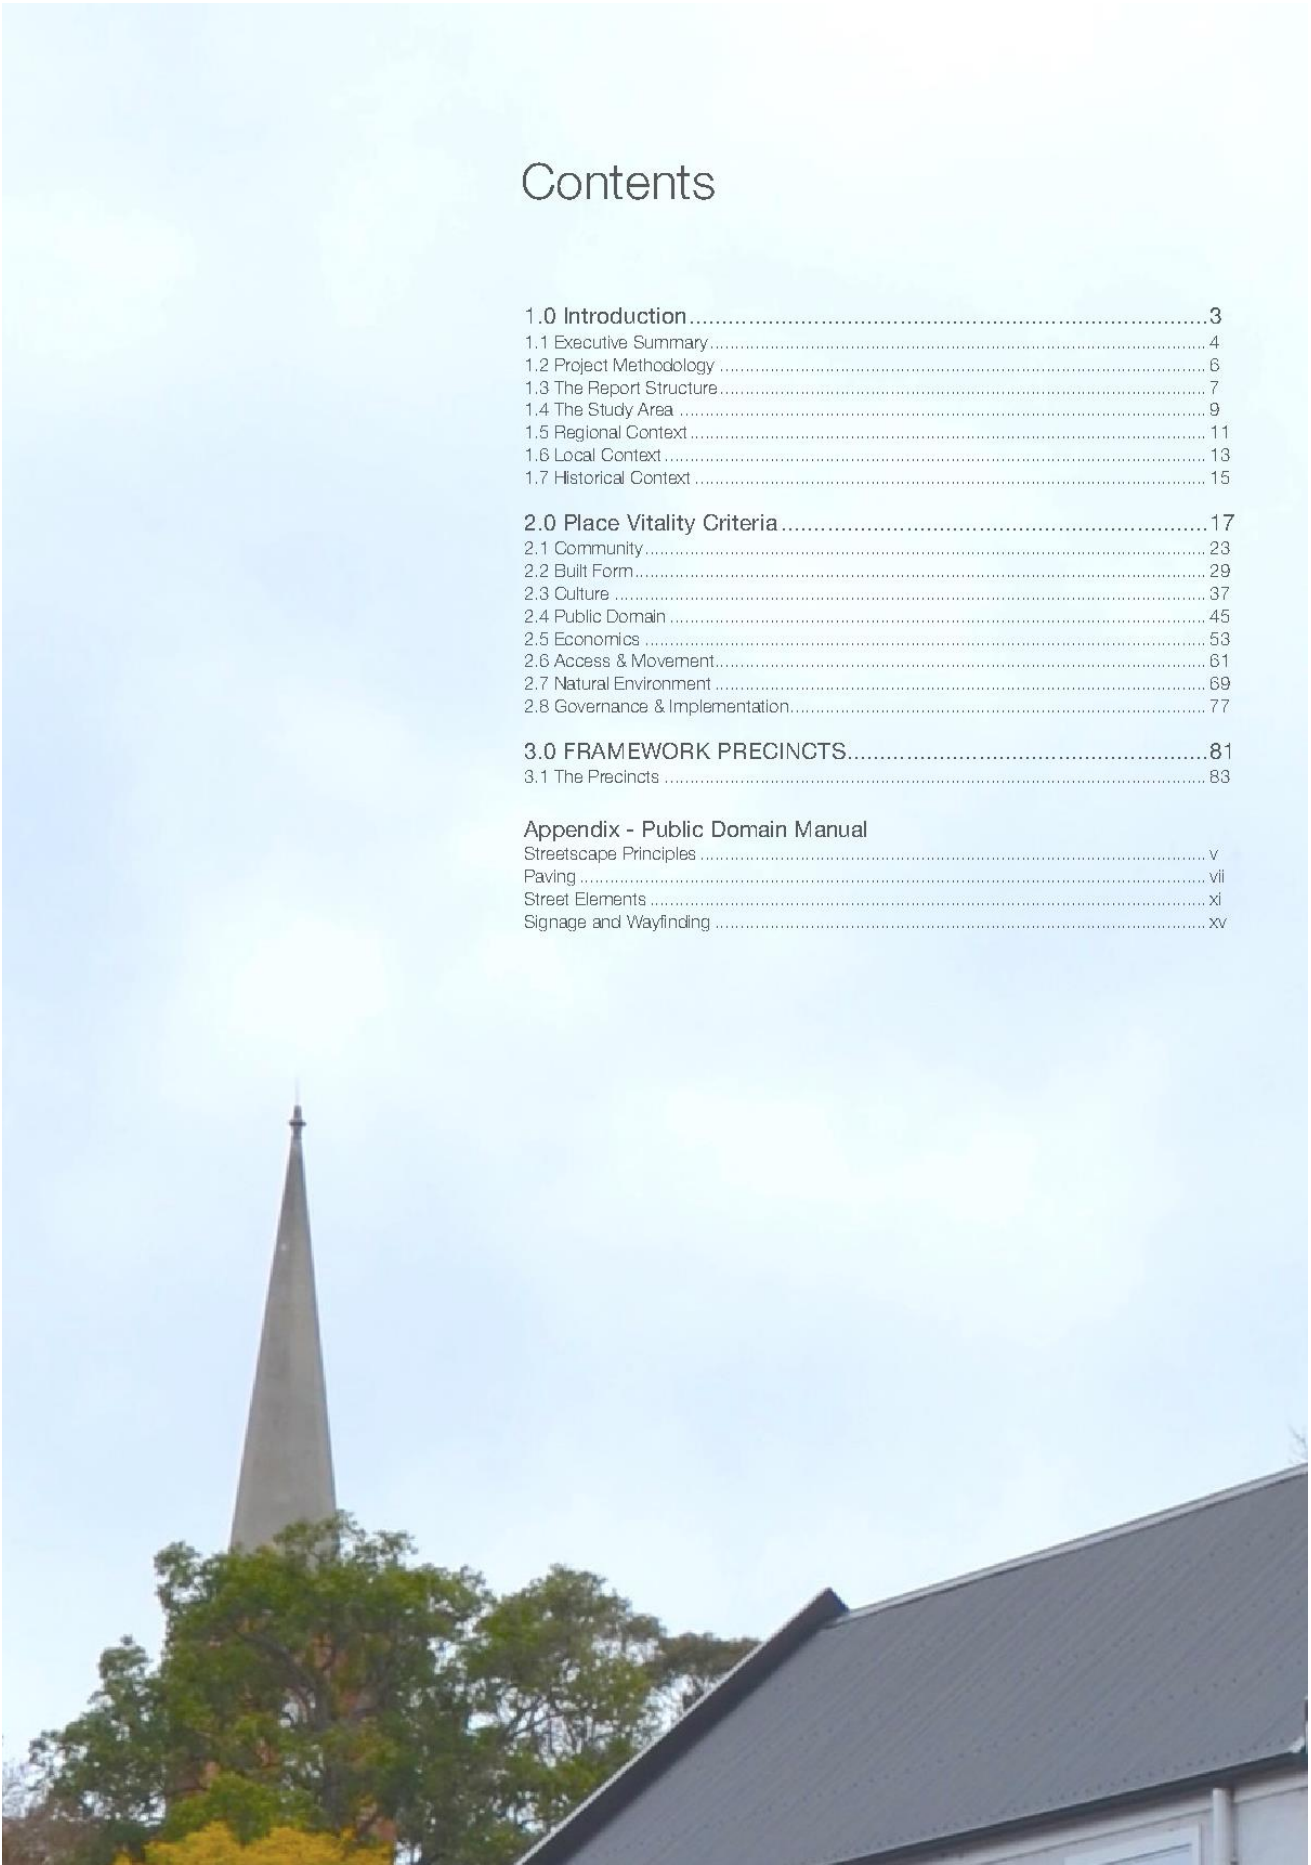 Contents
1.0 Introduction 3
1.1 Executive Summary 4
1.2 Project Methodology 6
1.3 The Report Structure 7
1.4 The Study Area 9
1.5 Regional Context 11
1.6 Local Context 13
1.7 Historical Context 15
2.0 Place Vitality Criteria 17
2.1 Community 23
2.2 Built Form 29
2.3 Culture 37
2.4 Public Domain 45
2.5 Economics 53
2.6 Access & Movement 61
2.7 Natural Environment 69
2.8 Governance & Implementation 77
3.0 FRAMEWORK PRECINCTS 81
3.1 The Precincts 83
Appendix - Public Domain Manual
Streetscape Principles v
Paving vii
Street Elements xi
Signage and Wayfinding xv